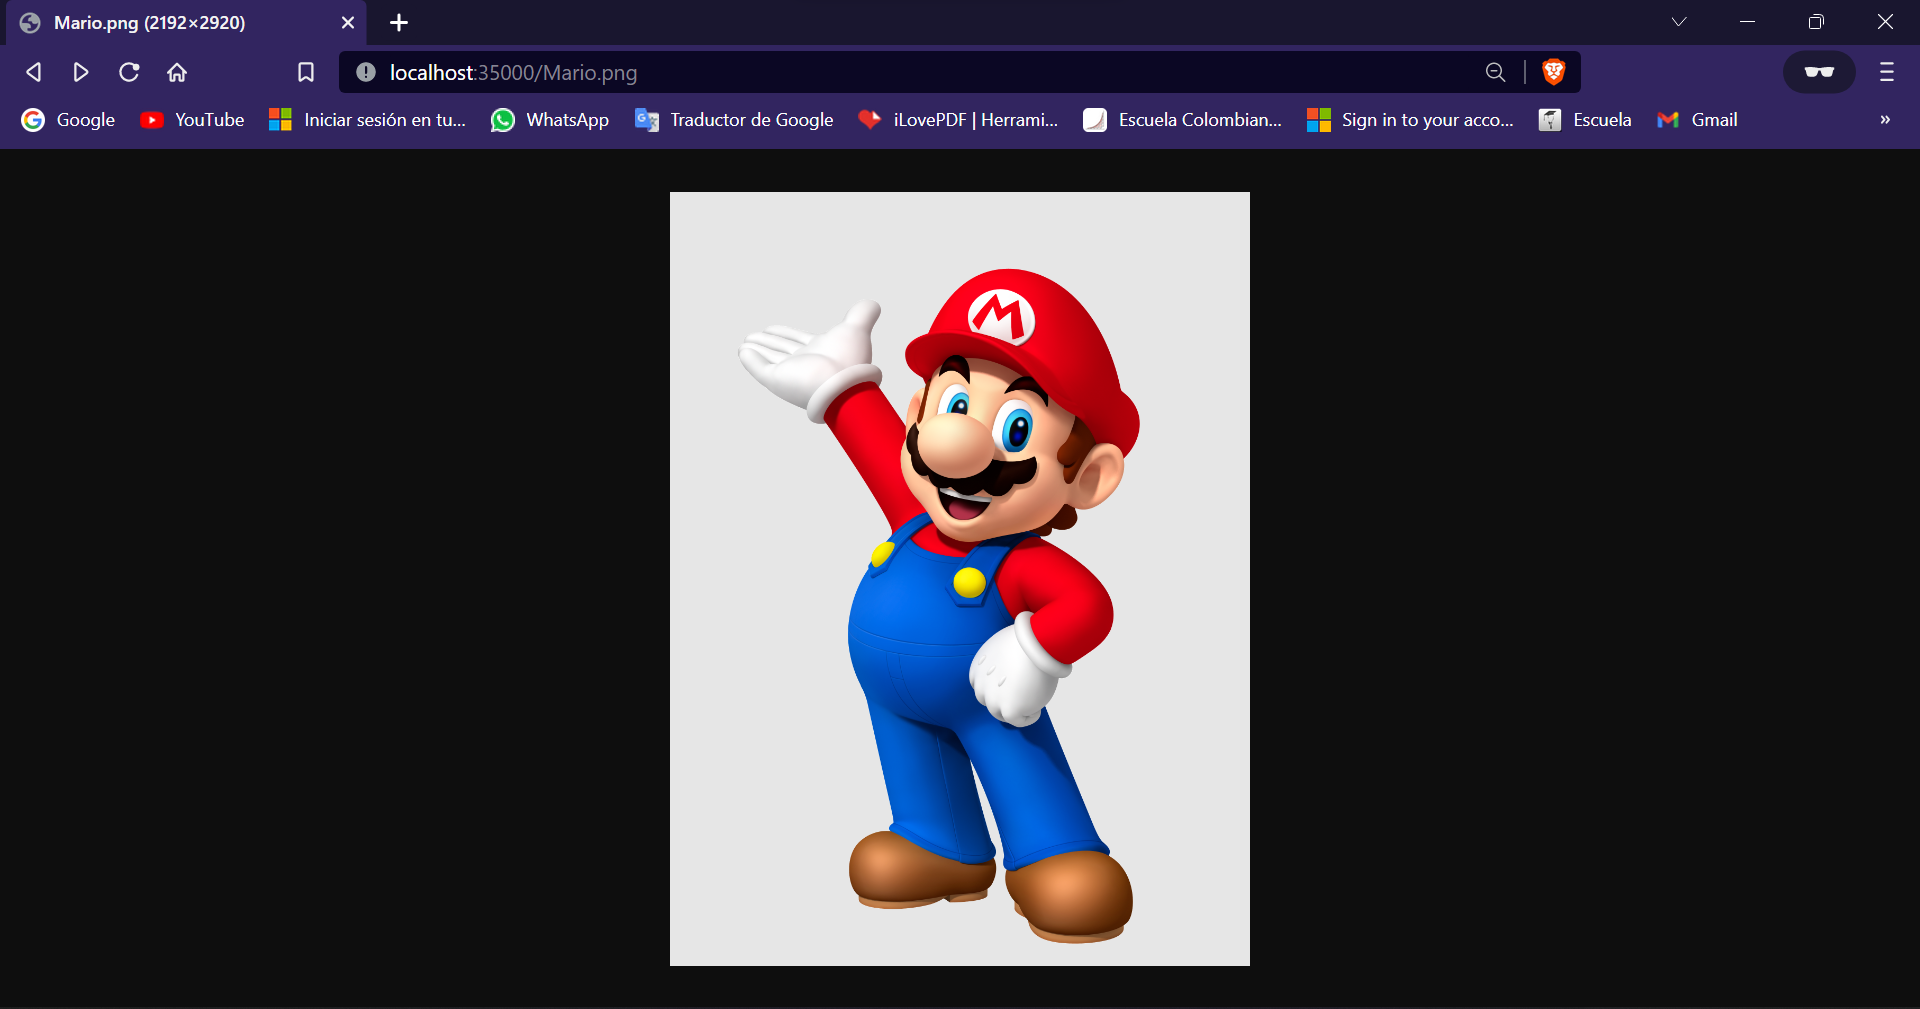 Mario.png (2192×2920)
localhost:35000/Mario.png
Google YouTube Iniciar sesión en tu... WhatsApp Traductor de Google iLovePDF | Herrami... Escuela Colombian... Sign in to your acco... Escuela Gmail »
M